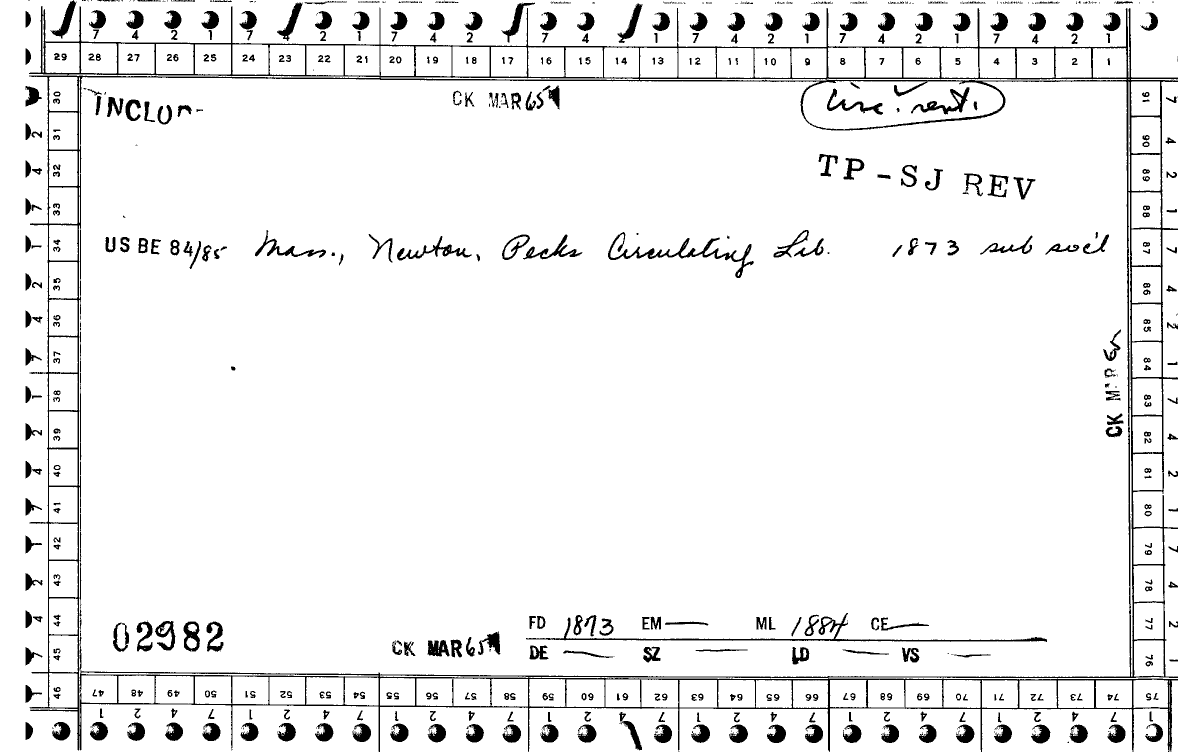 7 4 2 1 7 4 2 1 7 4 2 1 7 4 2 1 7 4 2 1 7 4 2 1 7 4 2 1
29 28 27 26 25 24 23 22 21 20 19 18 17 16 15 14 13 12 11 10 9 8 7 6 5 4 3 2 1
CK MAR 65
circ. rent.
TP-SJ REV
US BE 84/85 Mass., Newton, Pecks Circulating Lib. 1873 sub soc'l
30 31 32 33 34 35 36 37 38 39 40 41 42 43 44 45 46
91 90 89 88 87 86 85 84 83 82 81 80 79 78 77 76 75
02982
CK MAR 65
FD 1873 EM— ML 1884 CE—
DE — SZ — LD — VS —
47 48 49 50 51 52 53 54 55 56 57 58 59 60 61 62 63 64 65 66 67 68 69 70 71 72 73 74 75
1 2 4 7 1 2 4 7 1 2 4 7 1 2 4 7 1 2 4 7 1 2 4 7 1 2 4 7 1